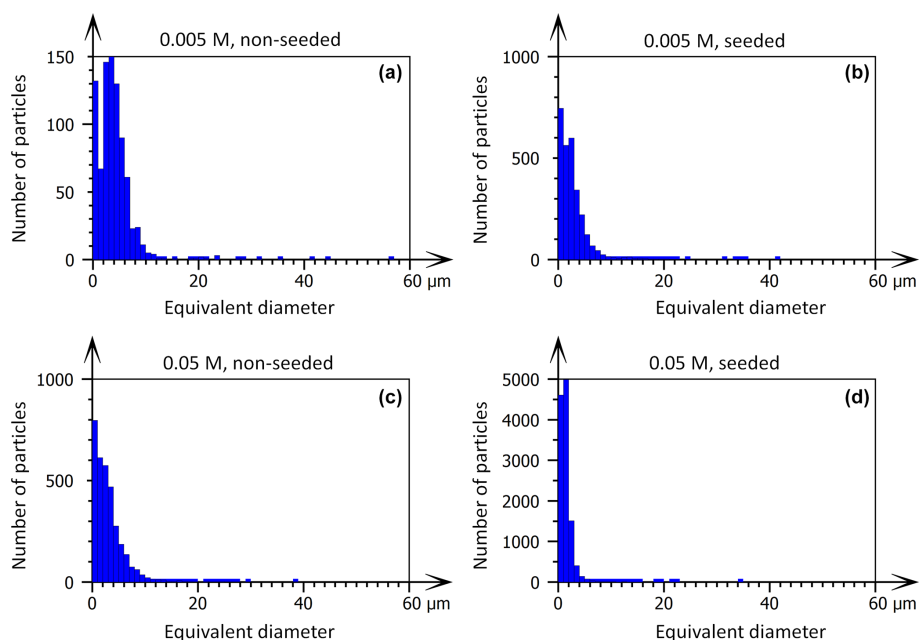 0.005 M, non-seeded
(a)
Number of particles
150
100
50
0
0
20
40
60 µm
Equivalent diameter
0.005 M, seeded
(b)
Number of particles
1000
500
0
0
20
40
60 µm
Equivalent diameter
0.05 M, non-seeded
(c)
Number of particles
1000
500
0
0
20
40
60 µm
Equivalent diameter
0.05 M, seeded
(d)
Number of particles
5000
4000
3000
2000
1000
0
0
20
40
60 µm
Equivalent diameter